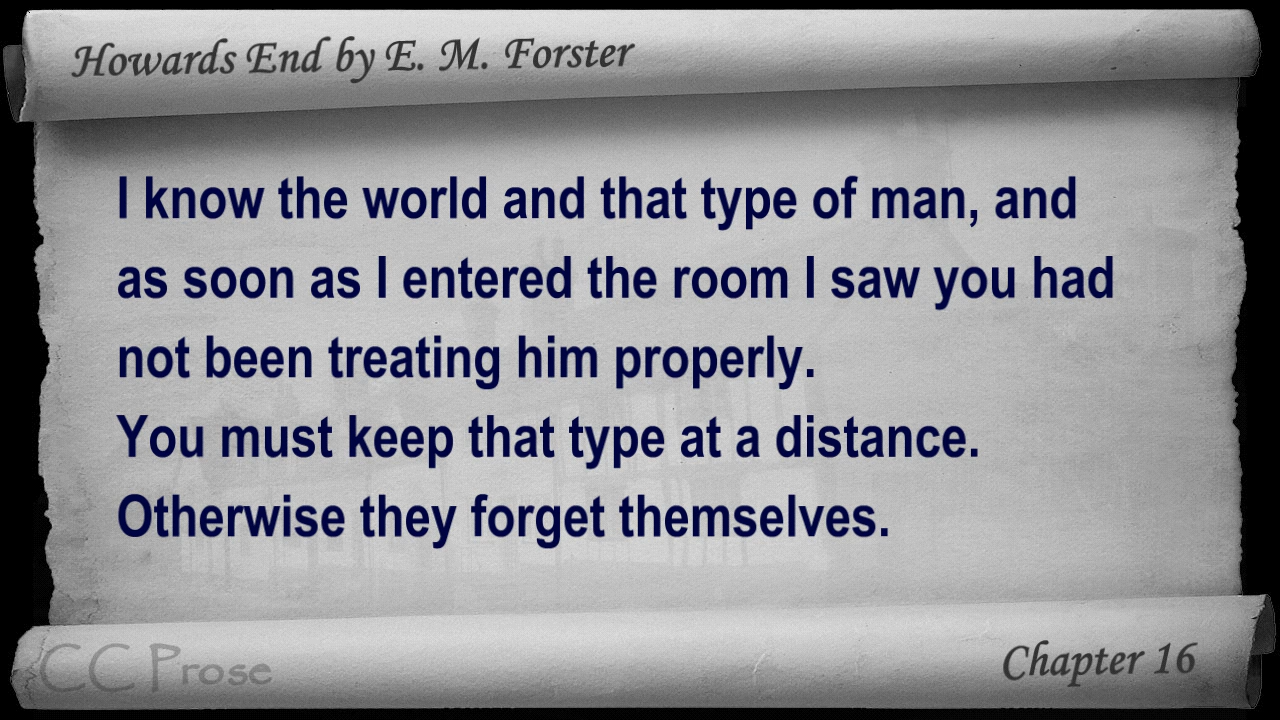 Howards End by E. M. Forster
I know the world and that type of man, and
as soon as I entered the room I saw you had
not been treating him properly.
You must keep that type at a distance.
Otherwise they forget themselves.
CC Prose
Chapter 16